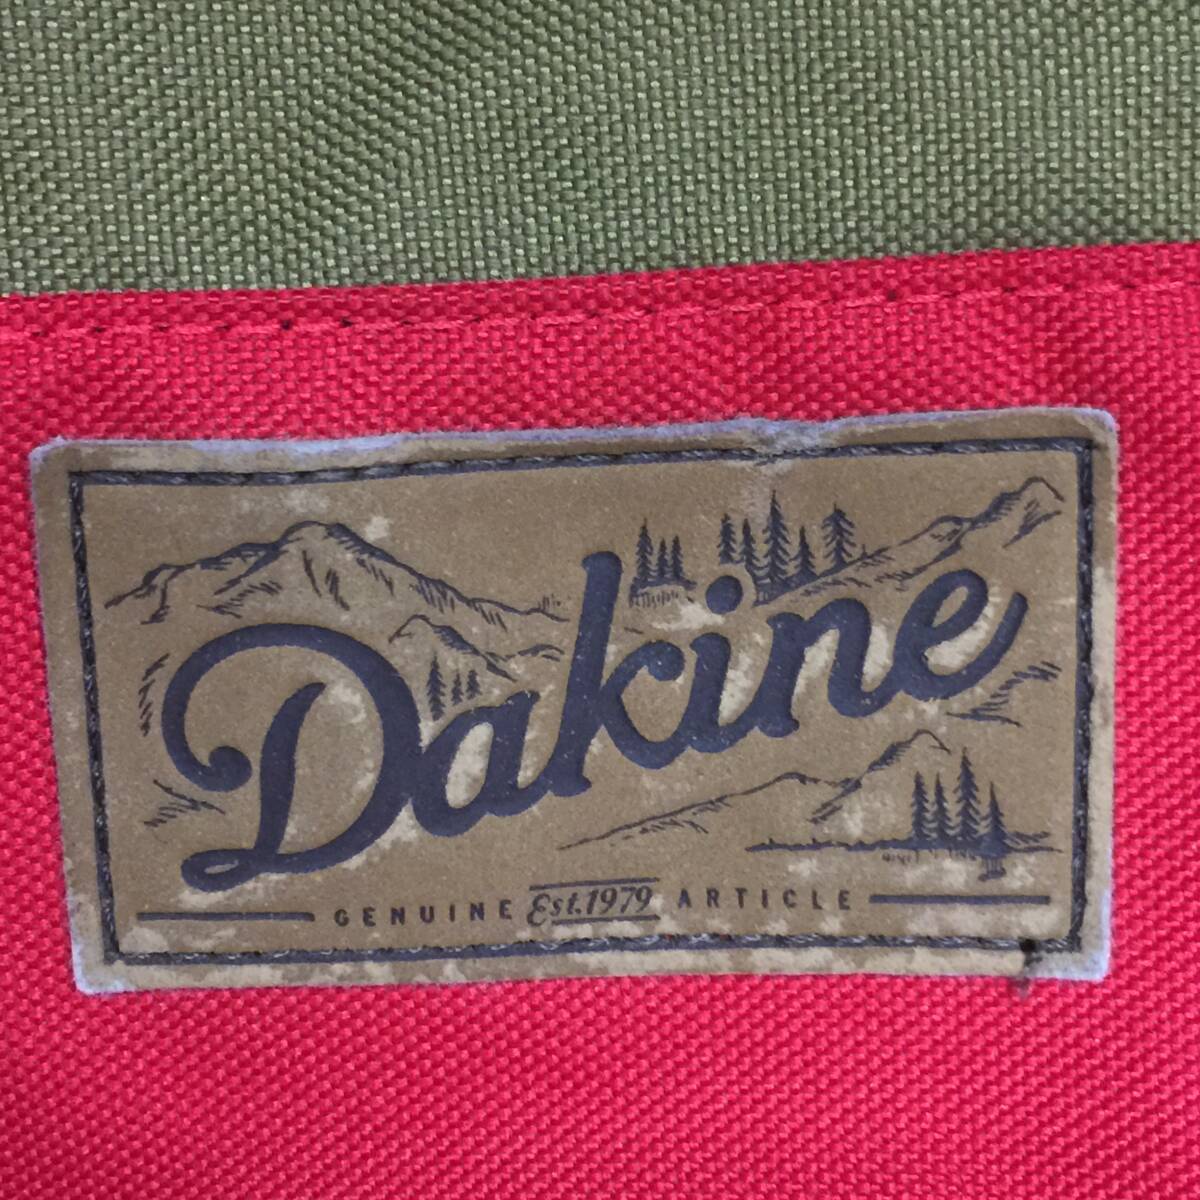 Dakine
GENUINE Est.1979 ARTICLE